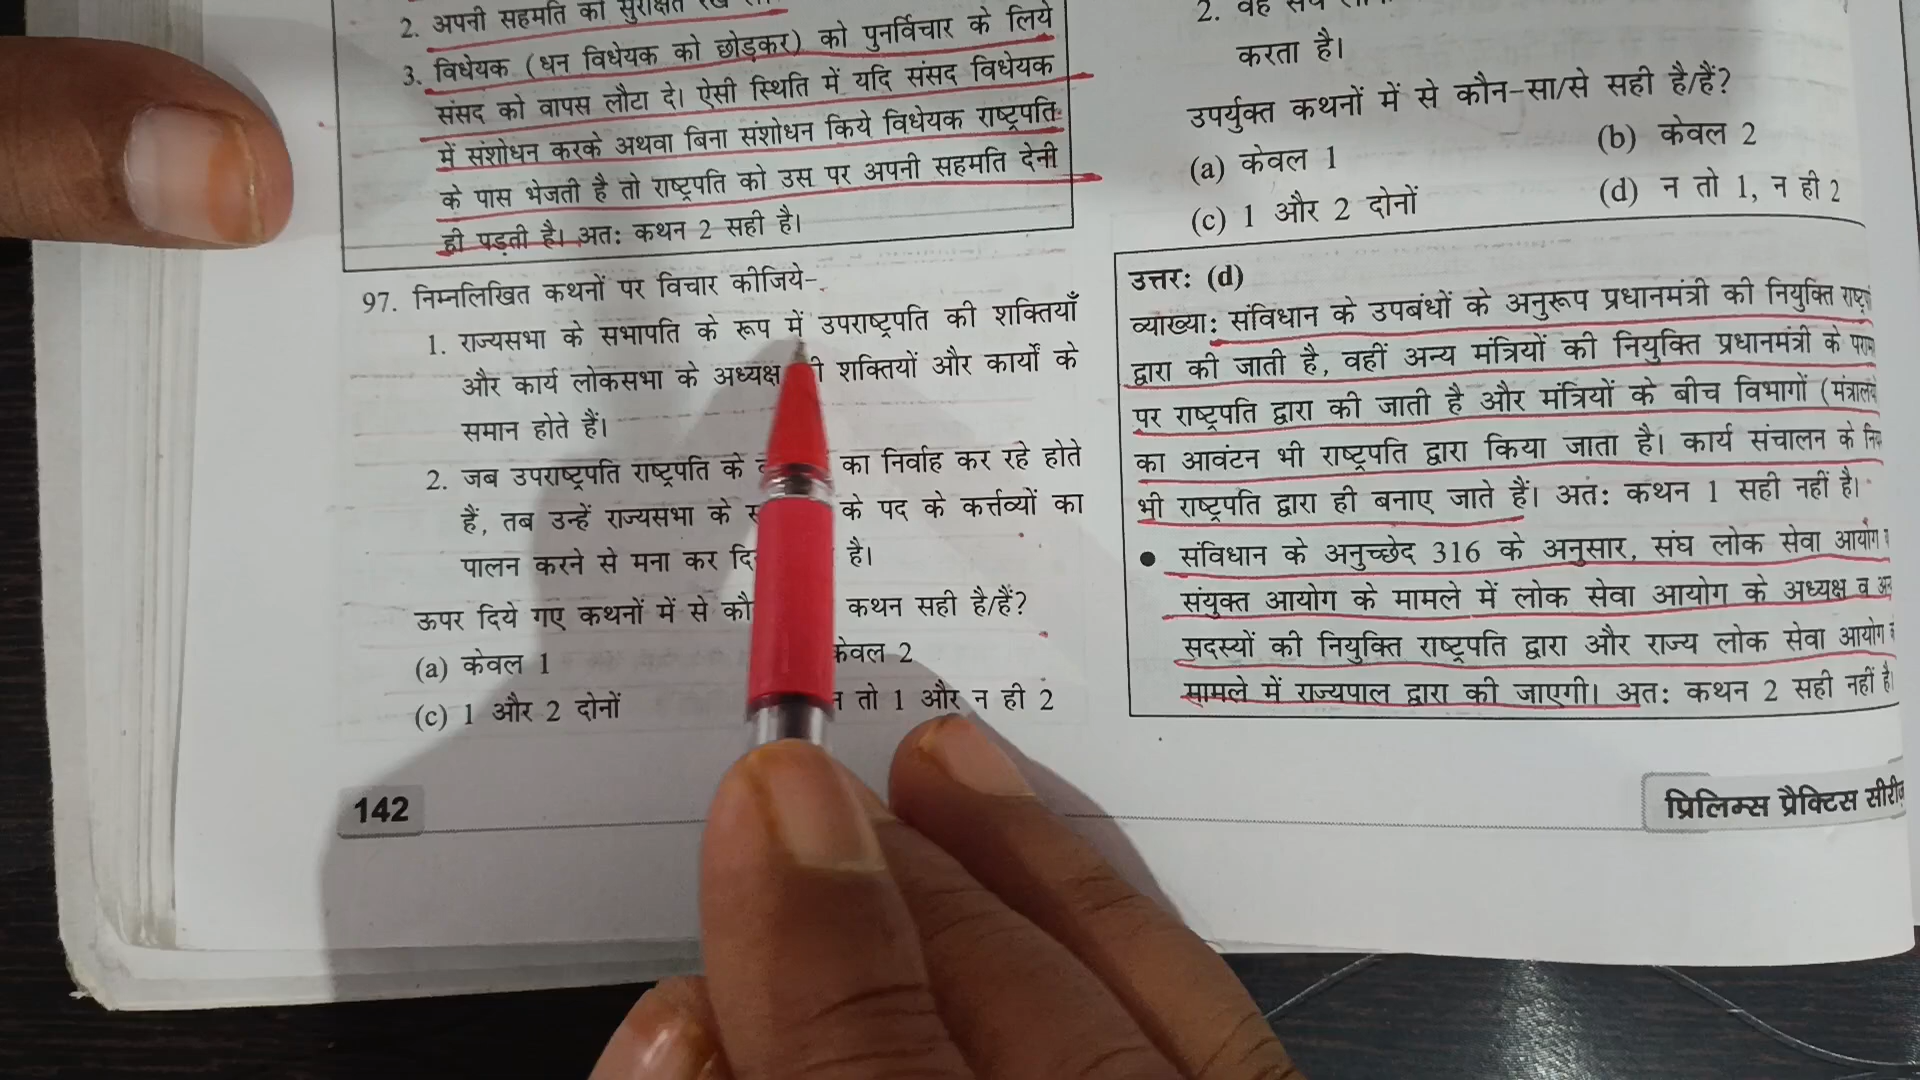 2. अपनी सहमति को सुरक्षित रख
3. विधेयक (धन विधेयक को छोड़कर) को पुनर्विचार के लिये
संसद को वापस लौटा दे। ऐसी स्थिति में यदि संसद विधेयक
में संशोधन करके अथवा बिना संशोधन किये विधेयक राष्ट्रपति
के पास भेजती है तो राष्ट्रपति को उस पर अपनी सहमति देनी
ही पड़ती है। अतः कथन 2 सही है।
97. निम्नलिखित कथनों पर विचार कीजिये-
1. राज्यसभा के सभापति के रूप में उपराष्ट्रपति की शक्तियाँ
और कार्य लोकसभा के अध्यक्ष शक्तियों और कार्यों के
समान होते हैं।
2. जब उपराष्ट्रपति राष्ट्रपति के का निर्वाह कर रहे होते
हैं, तब उन्हें राज्यसभा के के पद के कर्त्तव्यों का
पालन करने से मना कर है।
ऊपर दिये गए कथनों में से कथन सही है/हैं?
(a) केवल 1
केवल 2
(c) 1 और 2 दोनों
तो 1 और न ही 2
142
2. वह
करता है।
उपर्युक्त कथनों में से कौन-सा/से सही है/हैं?
(a) केवल 1
(b) केवल 2
(c) 1 और 2 दोनों
(d) न तो 1, न ही 2
उत्तरः (d)
व्याख्याः संविधान के उपबंधों के अनुरूप प्रधानमंत्री की नियुक्ति
द्वारा की जाती है, वहीं अन्य मंत्रियों की नियुक्ति प्रधानमंत्री के
पर राष्ट्रपति द्वारा की जाती है और मंत्रियों के बीच विभागों
का आवंटन भी राष्ट्रपति द्वारा किया जाता है। कार्य संचालन के
भी राष्ट्रपति द्वारा ही बनाए जाते हैं। अतः कथन 1 सही नहीं है।
● संविधान के अनुच्छेद 316 के अनुसार, संघ लोक सेवा आयोग
संयुक्त आयोग के मामले में लोक सेवा आयोग के अध्यक्ष व
सदस्यों की नियुक्ति राष्ट्रपति द्वारा और राज्य लोक सेवा आयोग
मामले में राज्यपाल द्वारा की जाएगी। अतः कथन 2 सही नहीं है।
प्रिलिम्स प्रैक्टिस सीरीज़